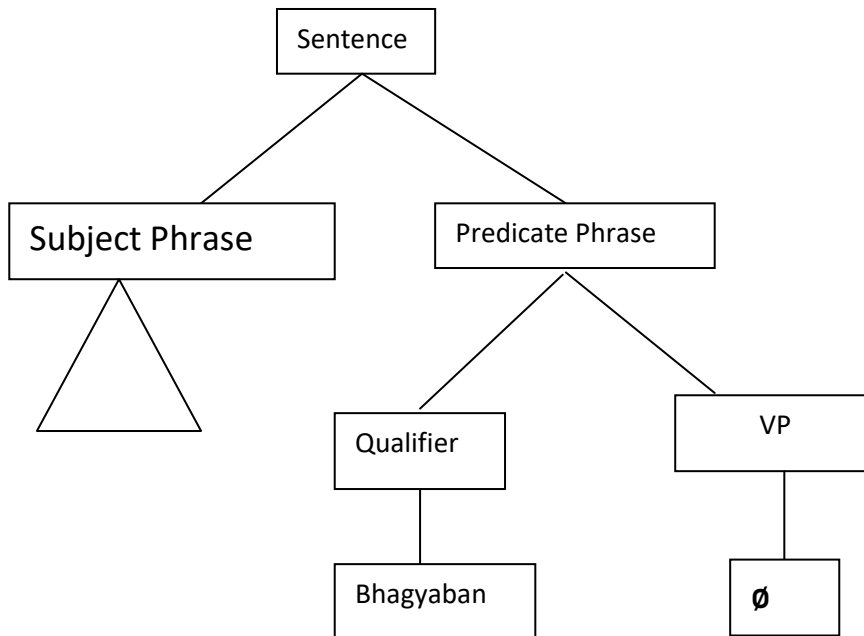 Sentence
Subject Phrase
Predicate Phrase
Qualifier
VP
Bhagyaban
Ø